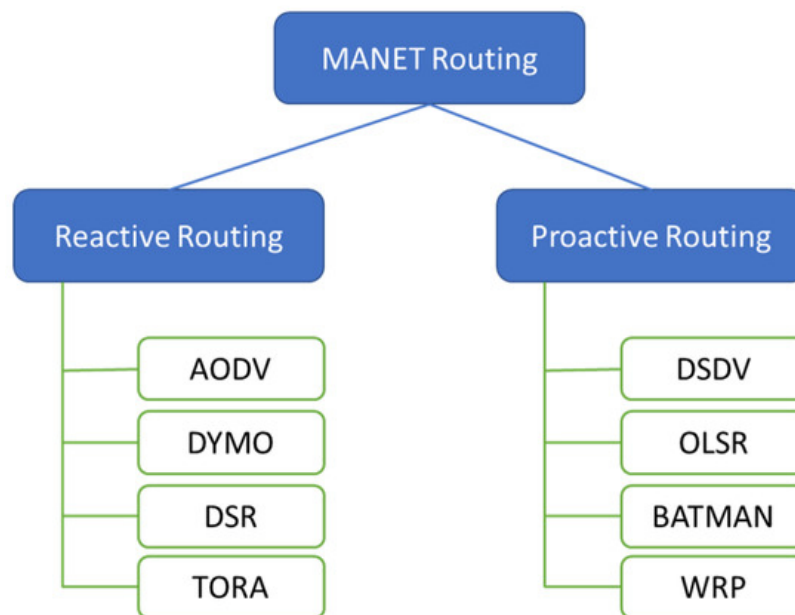 MANET Routing
Reactive Routing
Proactive Routing
AODV
DYMO
DSR
TORA
DSDV
OLSR
BATMAN
WRP